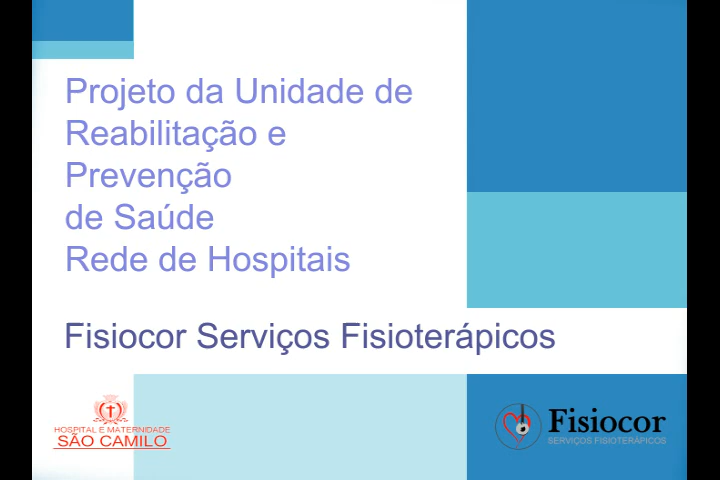 Projeto da Unidade de
Reabilitação e
Prevenção
de Saúde
Rede de Hospitais
Fisiocor Serviços Fisioterápicos
HOSPITAL E MATERNIDADE
SÃO CAMILO
Fisiocor
SERVIÇOS FISIOTERÁPICOS